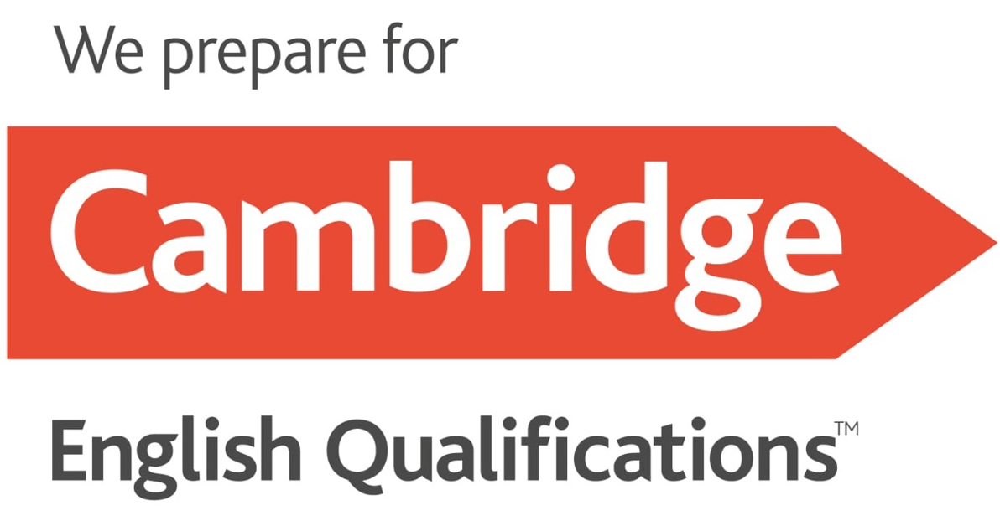 We prepare for
Cambridge
English Qualifications™